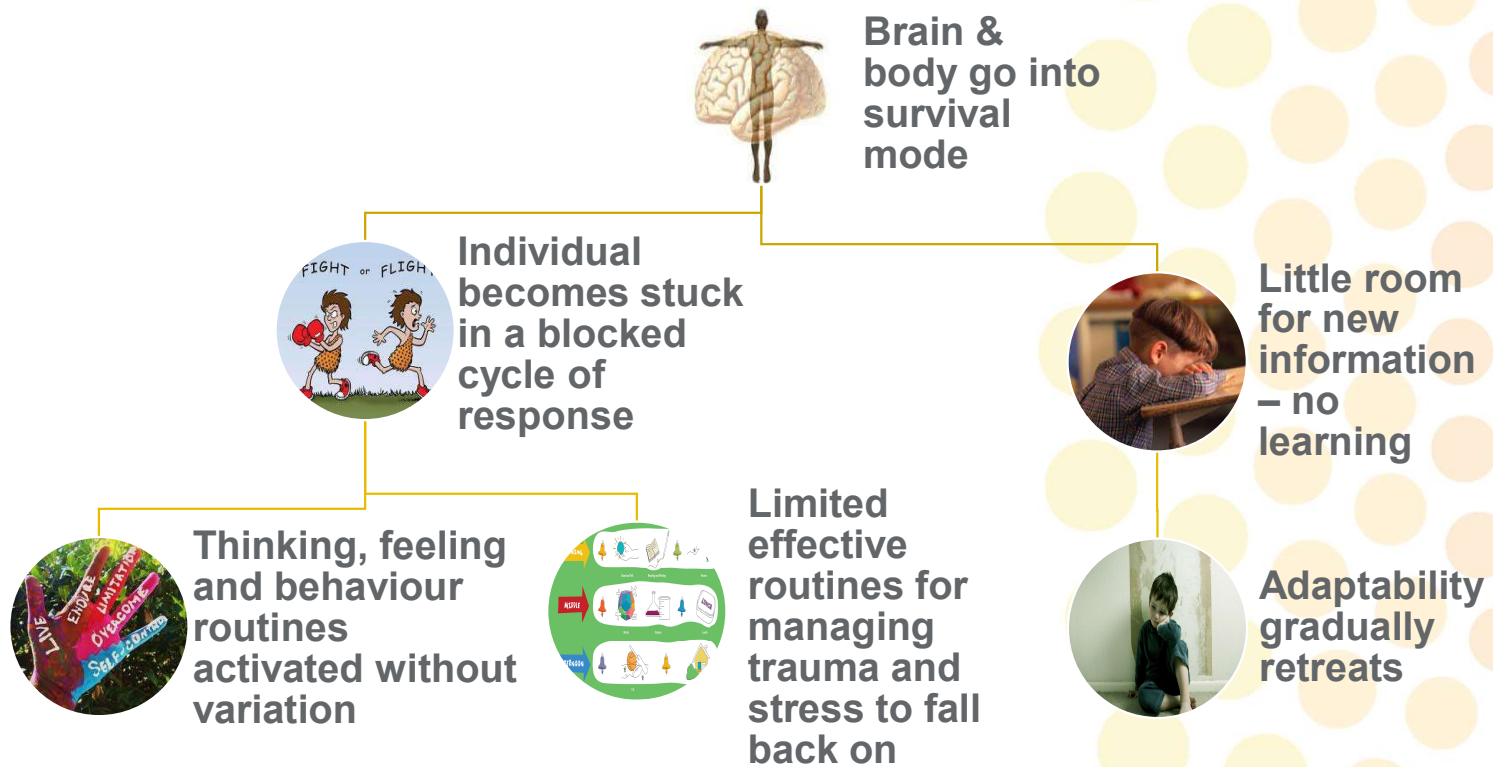 Brain &
body go into
survival
mode
FIGHT or FLIGHT
Individual
becomes stuck
in a blocked
cycle of
response
Little room
for new
information
– no
learning
LIVE
ENDURE
LIMITATION
OVERCOME
SELF-CONTROL
Thinking, feeling
and behaviour
routines
activated without
variation
MIDDLE
Limited
effective
routines for
managing
trauma and
stress to fall
back on
Adaptability
gradually
retreats